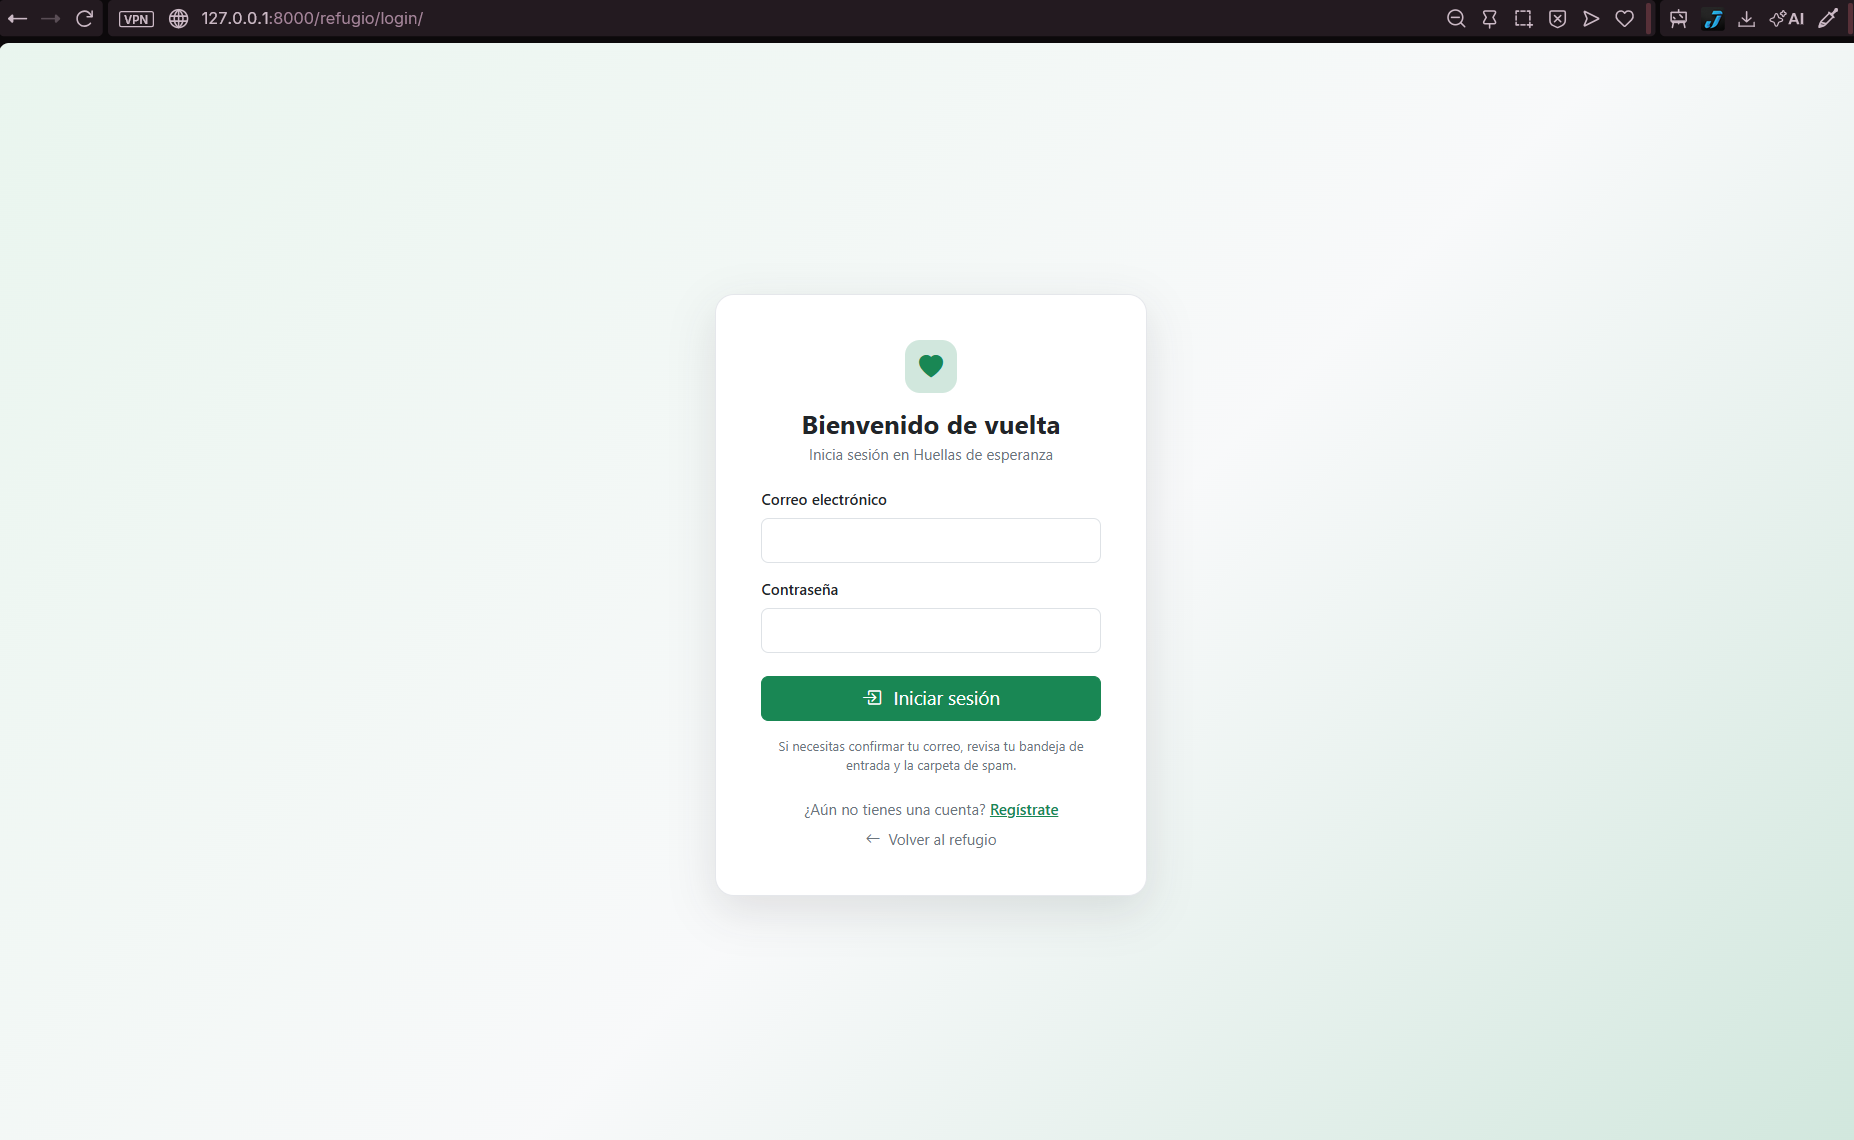 VPN 127.0.0.1:8000/refugio/login/ AI
Bienvenido de vuelta
Inicia sesión en Huellas de esperanza
Correo electrónico
Contraseña
Iniciar sesión
Si necesitas confirmar tu correo, revisa tu bandeja de
entrada y la carpeta de spam.
¿Aún no tienes una cuenta? Regístrate
← Volver al refugio